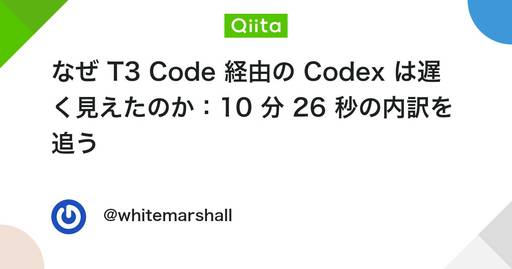 Qiita
なぜ T3 Code 経由の Codex は遅
く見えたのか：10 分 26 秒の内訳を
追う
@whitemarshall